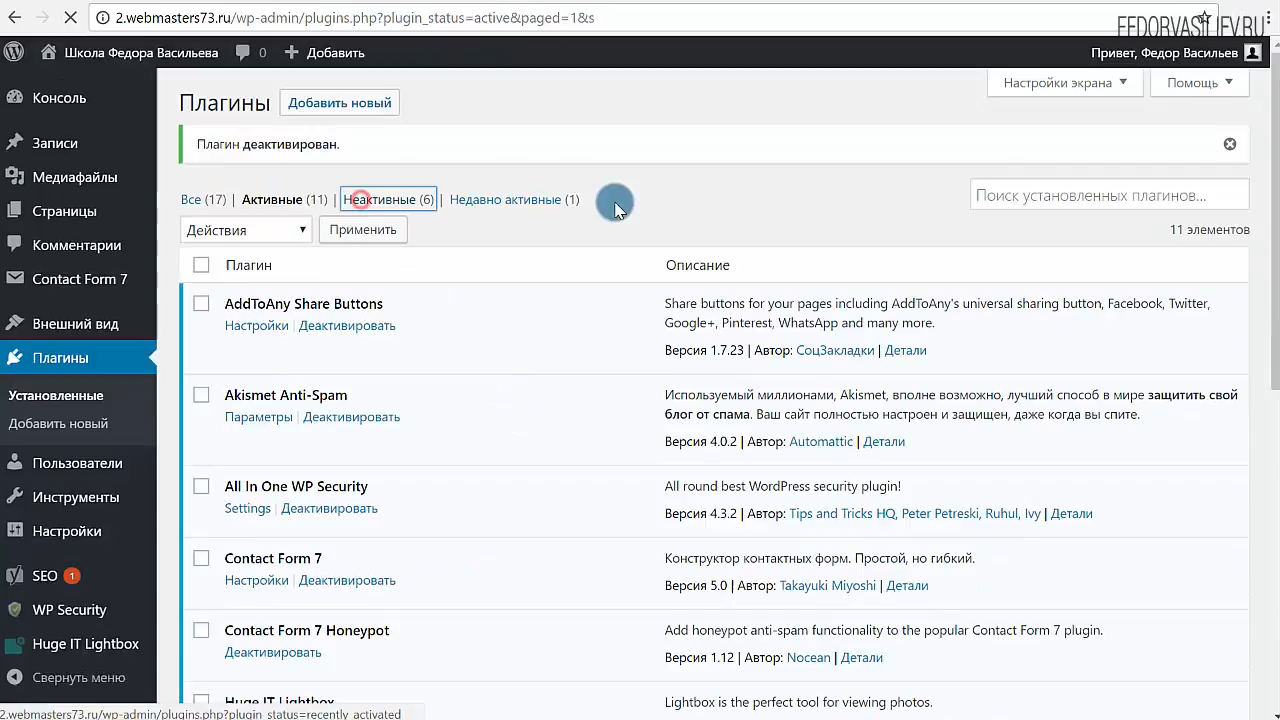 2.webmasters73.ru/wp-admin/plugins.php?plugin_status=active&paged=1&s
FEDORVASILIEV.RU
Школа Федора Васильева
0
Добавить
Привет, Федор Васильев
Настройки экрана
Помощь
Консоль
Записи
Медиафайлы
Страницы
Комментарии
Contact Form 7
Внешний вид
Плагины
Установленные
Добавить новый
Пользователи
Инструменты
Настройки
SEO 1
WP Security
Huge IT Lightbox
Свернуть меню
Плагины
Добавить новый
Плагин деактивирован.
Все (17) | Активные (11) | Неактивные (6) | Недавно активные (1)
Поиск установленных плагинов...
Действия
Применить
11 элементов
Плагин
Описание
AddToAny Share Buttons
Настройки | Деактивировать
Share buttons for your pages including AddToAny's universal sharing button, Facebook, Twitter,
Google+, Pinterest, WhatsApp and many more.
Версия 1.7.23 | Автор: СоцЗакладки | Детали
Akismet Anti-Spam
Параметры | Деактивировать
Используемый миллионами, Akismet, вполне возможно, лучший способ в мире защитить свой
блог от спама. Ваш сайт полностью настроен и защищен, даже когда вы спите.
Версия 4.0.2 | Автор: Automattic | Детали
All In One WP Security
Settings | Деактивировать
All round best WordPress security plugin!
Версия 4.3.2 | Автор: Tips and Tricks HQ, Peter Petreski, Ruhul, Ivy | Детали
Contact Form 7
Настройки | Деактивировать
Конструктор контактных форм. Простой, но гибкий.
Версия 5.0 | Автор: Takayuki Miyoshi | Детали
Contact Form 7 Honeypot
Деактивировать
Add honeypot anti-spam functionality to the popular Contact Form 7 plugin.
Версия 1.12 | Автор: Nocean | Детали
Huge IT Lightbox
Lightbox is the perfect tool for viewing photos.
2.webmasters73.ru/wp-admin/plugins.php?plugin_status=recently_activated